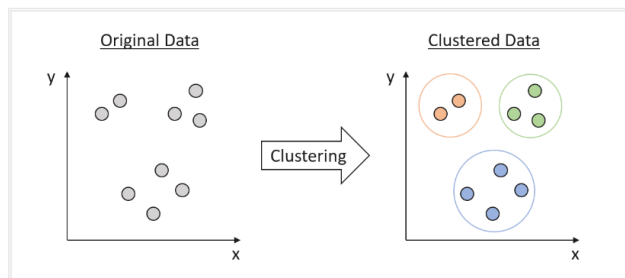 Original Data
Clustered Data
y
y
Clustering
x
x